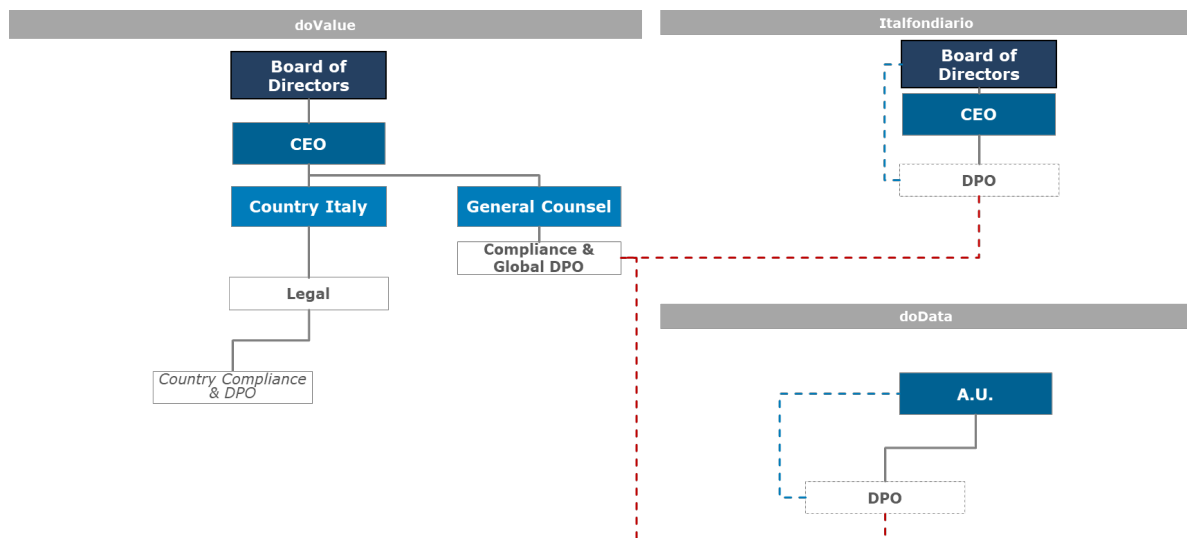 doValue
Board of
Directors
CEO
Country Italy
General Counsel
Compliance &
Global DPO
Legal
Country Compliance
& DPO
Italfondiario
Board of
Directors
CEO
DPO
doData
A.U.
DPO